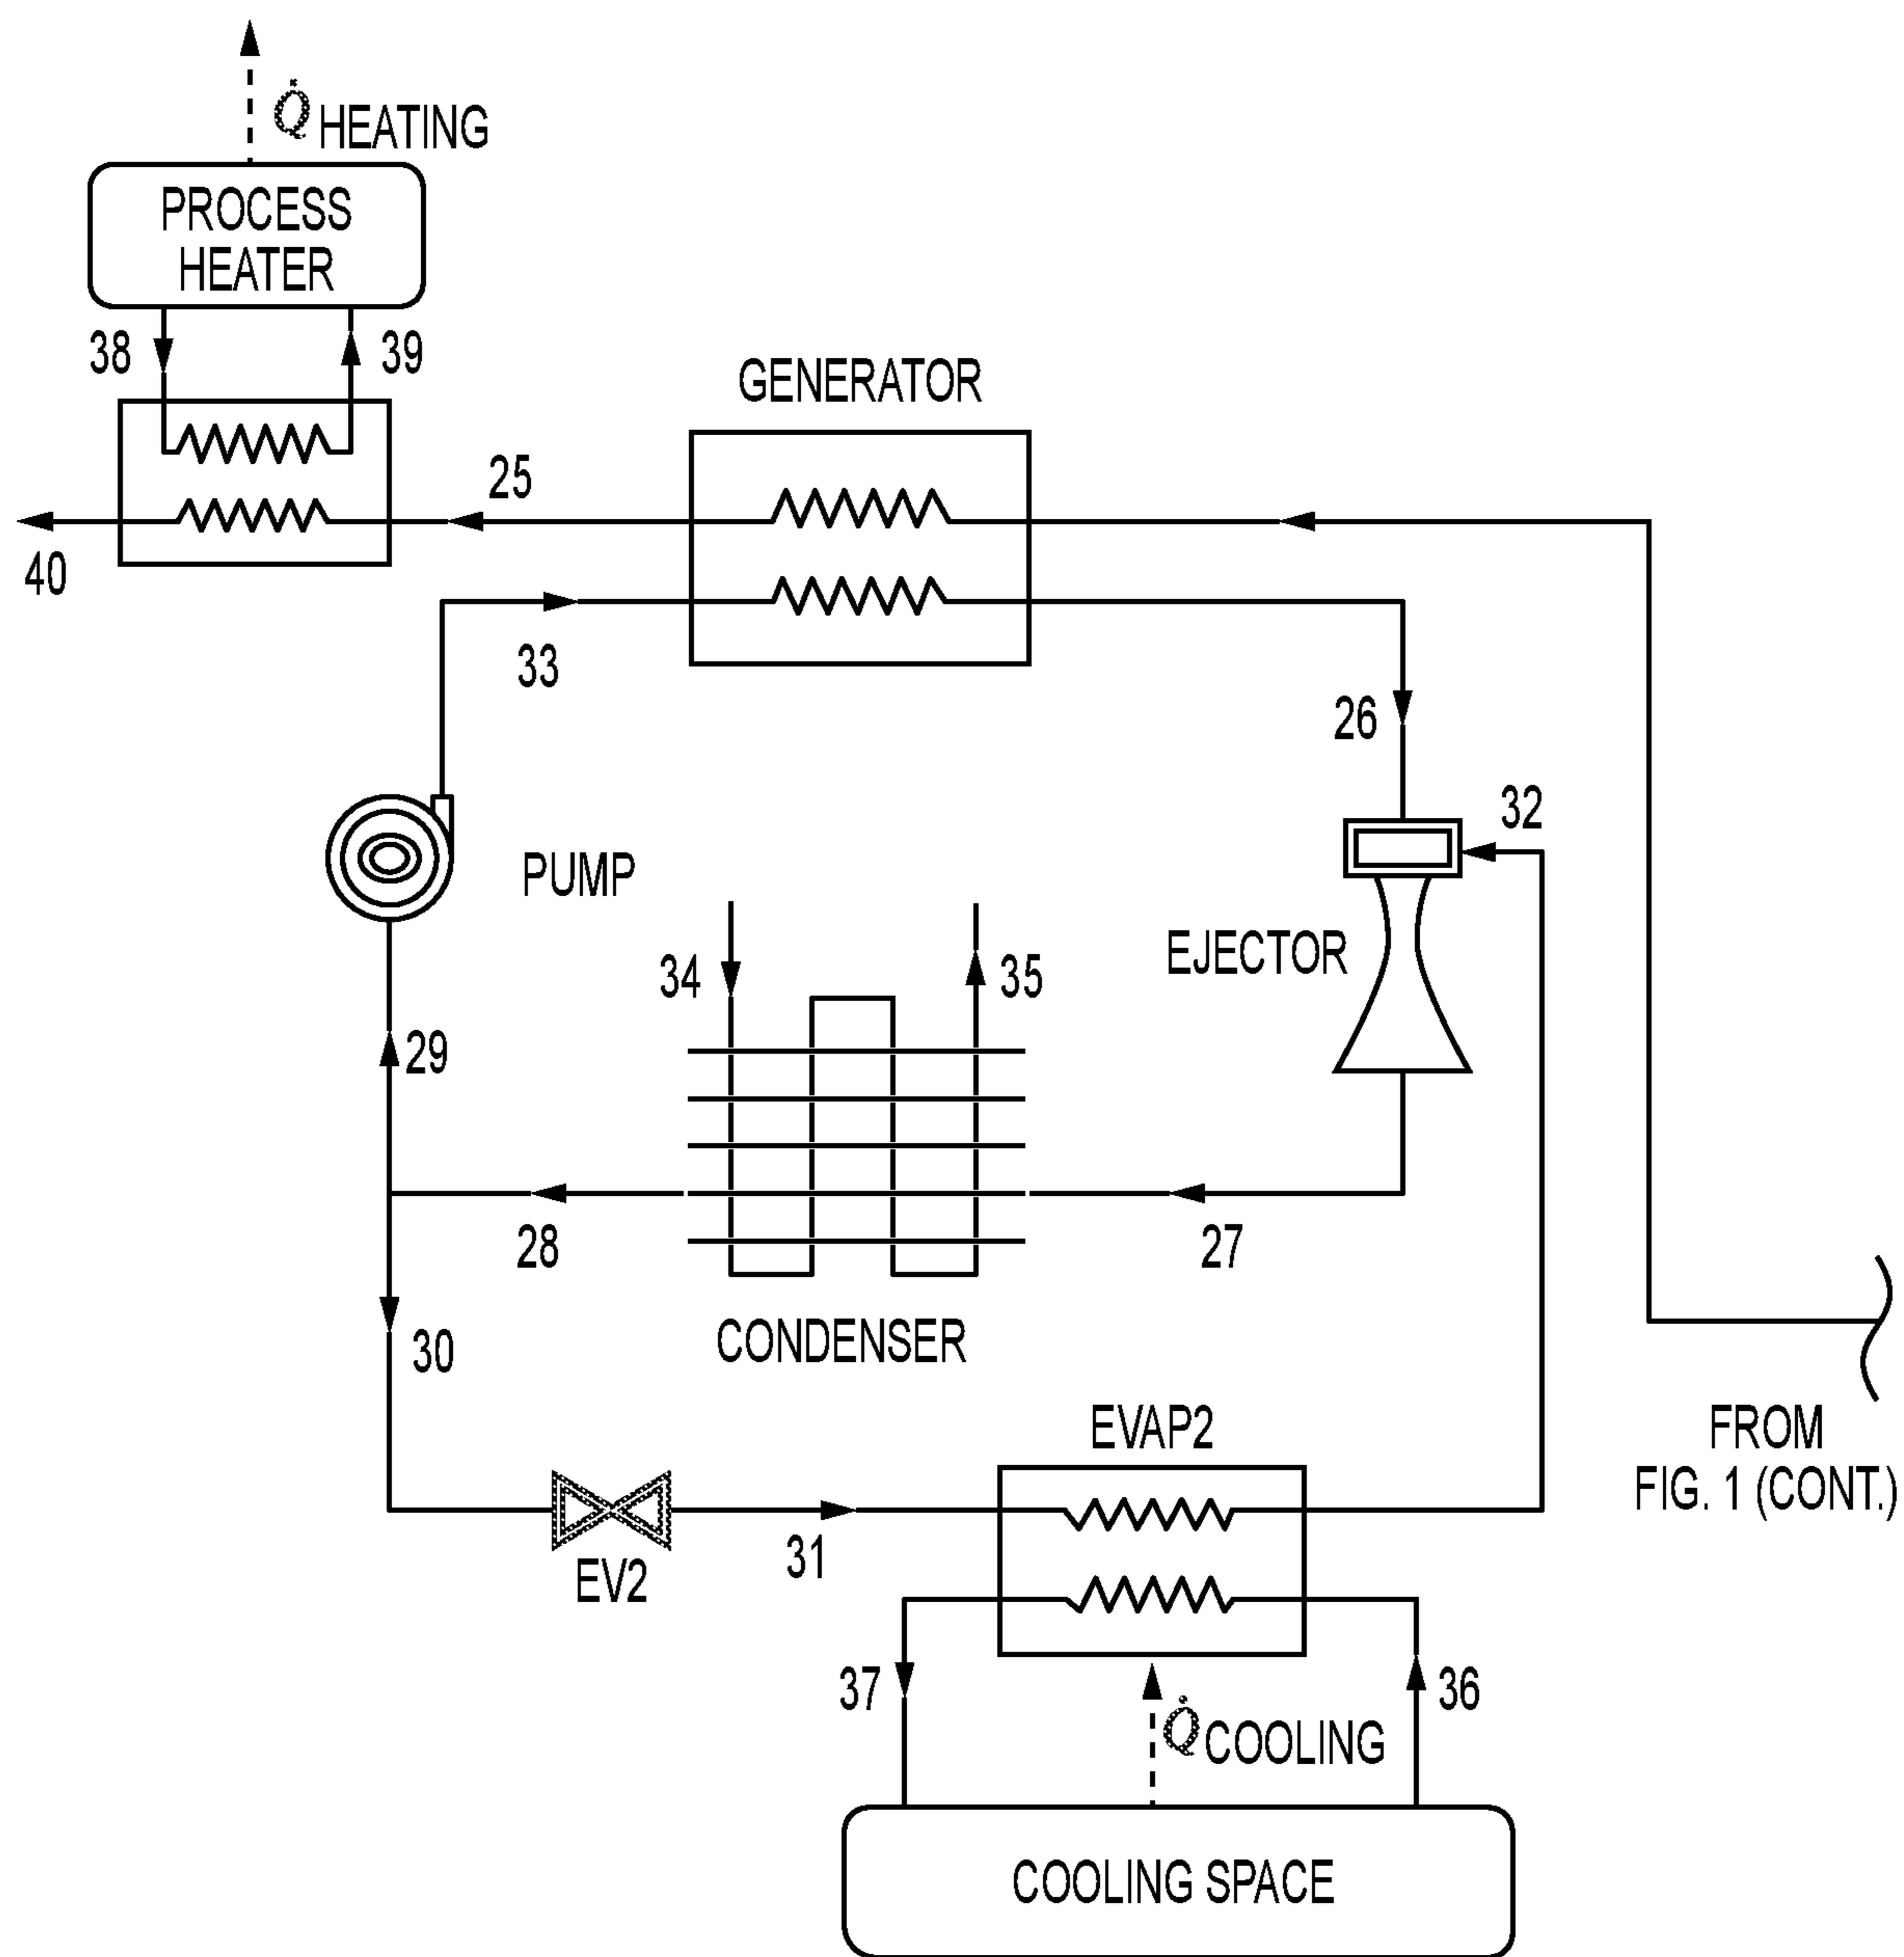 Q̇ HEATING
PROCESS
HEATER
38
39
GENERATOR
25
40
33
26
32
PUMP
EJECTOR
34
35
29
28
27
CONDENSER
30
EVAP2
FROM
FIG. 1 (CONT.)
31
EV2
37
36
Q̇ COOLING
COOLING SPACE